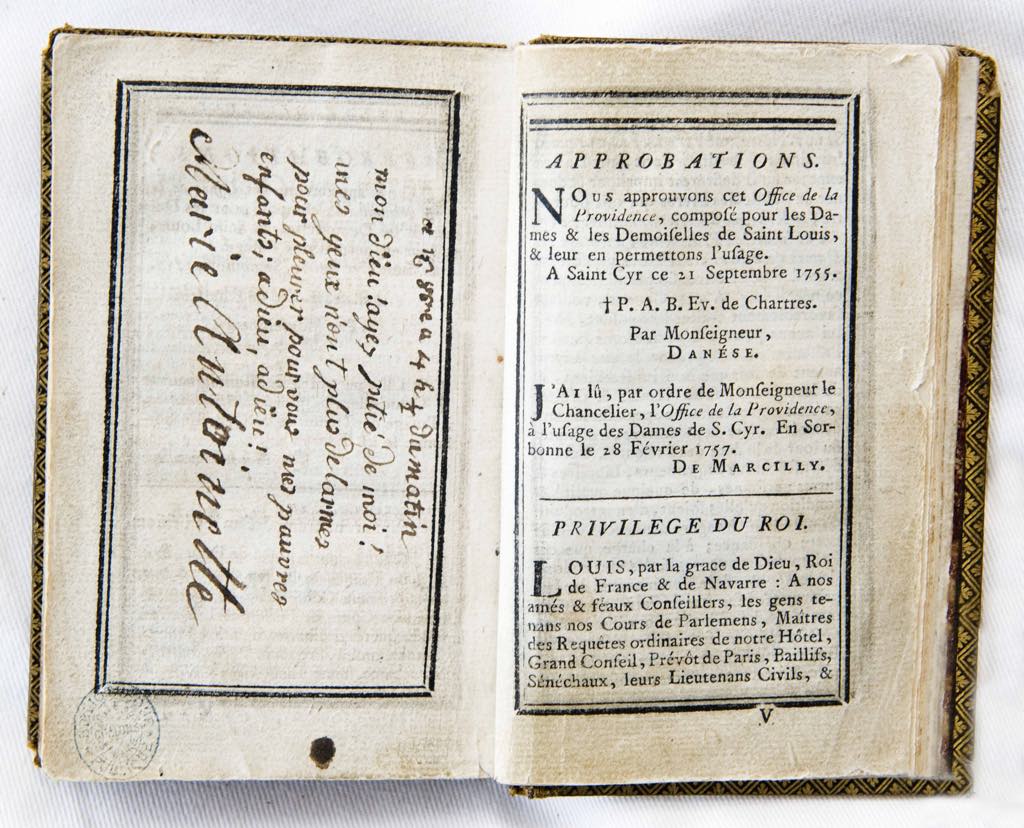 ce 16 8bre a 4 h ½ du matin
mon dieu! ayez pitié de moi!
mes yeux n'ont plus de larmes
pour pleurer pour vous mes pauvres
enfants; adieu, adieu!
Marie Antoinette
APPROBATIONS.
NOUS approuvons cet Office de la
Providence, compoſé pour les Da-
mes & les Demoiſelles de Saint Louis,
& leur en permettons l'uſage.
A Saint Cyr ce 21 Septembre 1755.
† P. A. B. Ev. de Chartres.
Par Monſeigneur,
DANÉSE.
J'AI lû, par ordre de Monſeigneur le
Chancelier, l'Office de la Providence,
à l'uſage des Dames de S. Cyr. En Sor-
bonne le 28 Février 1757.
DE MARCILLY.
PRIVILEGE DU ROI.
LOUIS, par la grace de Dieu, Roi
de France & de Navarre : A nos
amés & féaux Conſeillers, les gens te-
nans nos Cours de Parlemens, Maîtres
des Requêtes ordinaires de notre Hôtel,
Grand Conſeil, Prévôt de Paris, Bailliſs,
Sénéchaux, leurs Lieutenans Civils, &
V